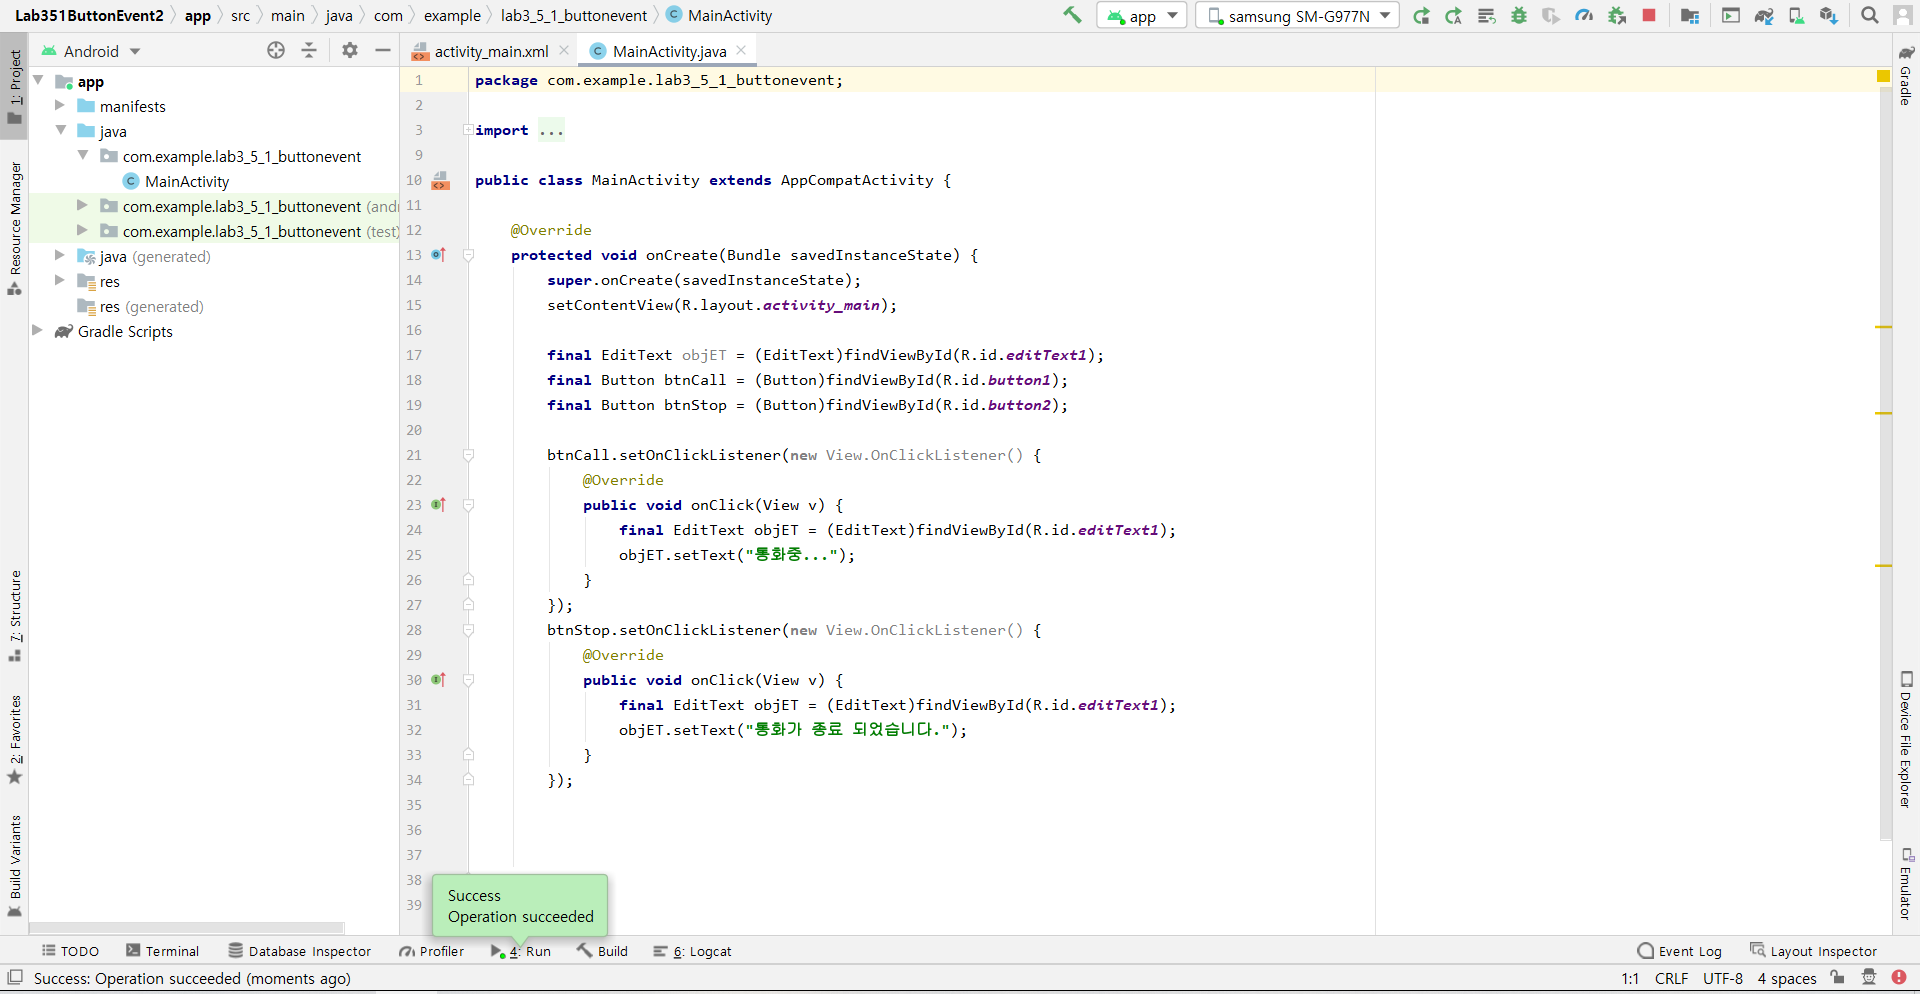 Lab351ButtonEvent2 app src main java com example lab3_5_1_buttonevent MainActivity
app samsung SM-G977N
Android
activity_main.xml
MainActivity.java
1: Project
Resource Manager
7: Structure
2: Favorites
Build Variants
app
manifests
java
com.example.lab3_5_1_buttonevent
MainActivity
com.example.lab3_5_1_buttonevent (and
com.example.lab3_5_1_buttonevent (test)
java (generated)
res
res (generated)
Gradle Scripts
1 package com.example.lab3_5_1_buttonevent;
2
3 import ...
9
10 public class MainActivity extends AppCompatActivity {
11
12 @Override
13 protected void onCreate(Bundle savedInstanceState) {
14 super.onCreate(savedInstanceState);
15 setContentView(R.layout.activity_main);
16
17 final EditText objET = (EditText)findViewById(R.id.editText1);
18 final Button btnCall = (Button)findViewById(R.id.button1);
19 final Button btnStop = (Button)findViewById(R.id.button2);
20
21 btnCall.setOnClickListener(new View.OnClickListener() {
22 @Override
23 public void onClick(View v) {
24 final EditText objET = (EditText)findViewById(R.id.editText1);
25 objET.setText("통화중...");
26 }
27 });
28 btnStop.setOnClickListener(new View.OnClickListener() {
29 @Override
30 public void onClick(View v) {
31 final EditText objET = (EditText)findViewById(R.id.editText1);
32 objET.setText("통화가 종료 되었습니다.");
33 }
34 });
35
36
37
38
39
Success
Operation succeeded
Gradle
Device File Explorer
Emulator
TODO Terminal Database Inspector Profiler 4: Run Build 6: Logcat Event Log Layout Inspector
Success: Operation succeeded (moments ago) 1:1 CRLF UTF-8 4 spaces